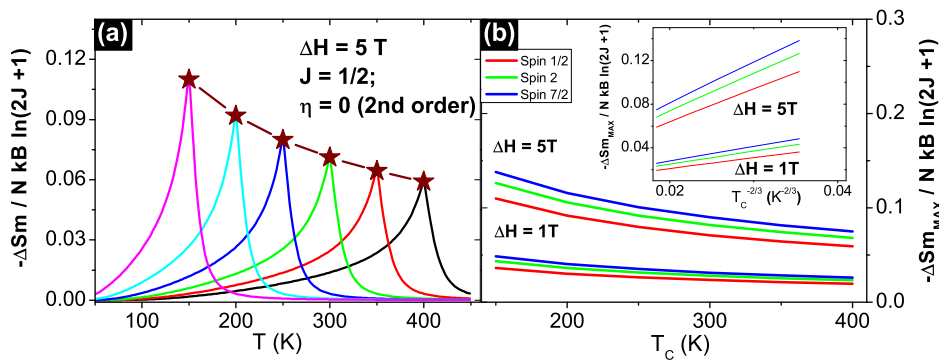 (a)
ΔH = 5 T
J = 1/2;
η = 0 (2nd order)
-ΔSm / N kB ln(2J +1)
0.12
0.09
0.06
0.03
0.00
100 200 300 400
T (K)
(b)
Spin 1/2
Spin 2
Spin 7/2
ΔH = 5T
ΔH = 1T
150 200 250 300 350 400
T_C (K)
0.3
0.2
0.1
0.0
-ΔSm_MAX / N kB ln(2J +1)
-ΔSm_MAX / N kB ln(2J +1)
0.12
0.08
0.04
ΔH = 5T
ΔH = 1T
0.02 0.04
T_C^-2/3 (K^-2/3)